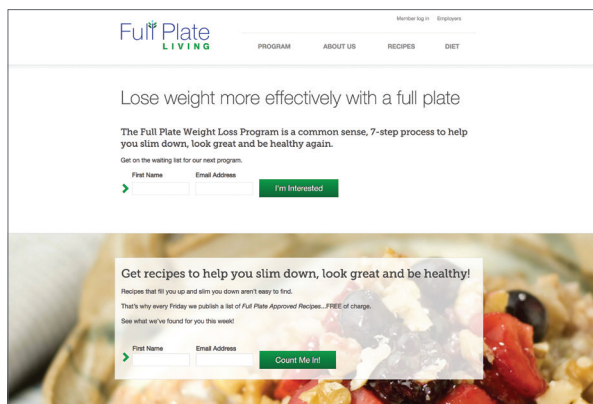 Member log in Employers
Full Plate
LIVING
PROGRAM ABOUT US RECIPES DIET
Lose weight more effectively with a full plate
The Full Plate Weight Loss Program is a common sense, 7-step process to help
you slim down, look great and be healthy again.
Get on the waiting list for our next program.
First Name Email Address
I'm Interested
Get recipes to help you slim down, look great and be healthy!
Recipes that fill you up and slim you down aren't easy to find.
That's why every Friday we publish a list of Full Plate Approved Recipes...FREE of charge.
See what we've found for you this week!
First Name Email Address
Count Me In!